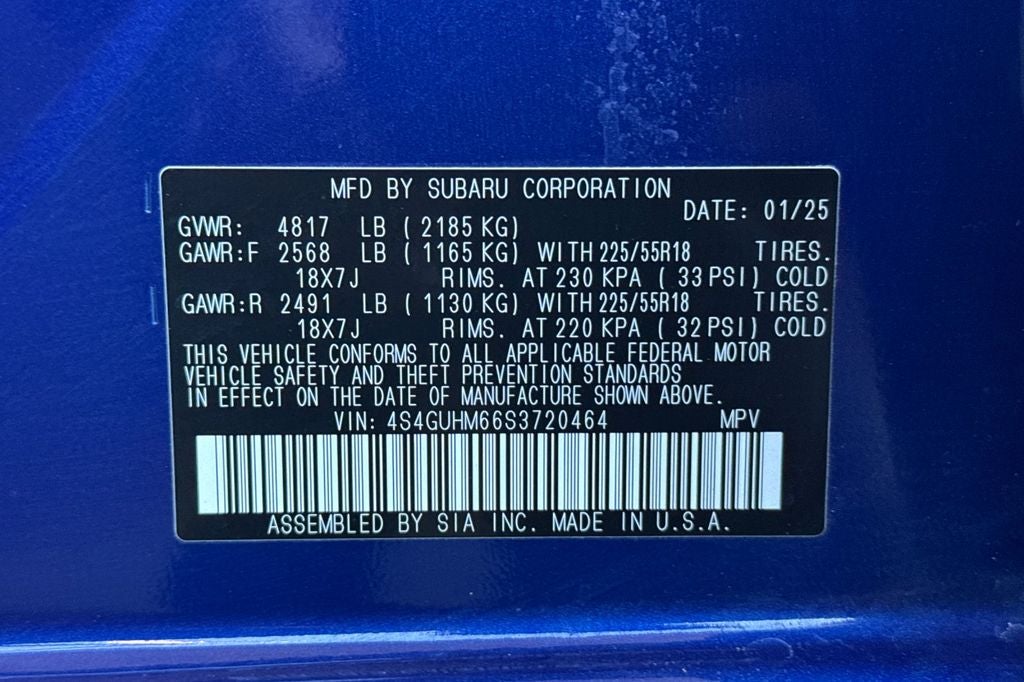 MFD BY SUBARU CORPORATION
DATE: 01/25
GVWR: 4817 LB ( 2185 KG)
GAWR:F 2568 LB ( 1165 KG) WITH 225/55R18 TIRES.
18X7J RIMS. AT 230 KPA ( 33 PSI) COLD
GAWR:R 2491 LB ( 1130 KG) WITH 225/55R18 TIRES.
18X7J RIMS. AT 220 KPA ( 32 PSI) COLD
THIS VEHICLE CONFORMS TO ALL APPLICABLE FEDERAL MOTOR
VEHICLE SAFETY AND THEFT PREVENTION STANDARDS
IN EFFECT ON THE DATE OF MANUFACTURE SHOWN ABOVE.
VIN: 4S4GUHM66S3720464 MPV
ASSEMBLED BY SIA INC. MADE IN U.S.A.